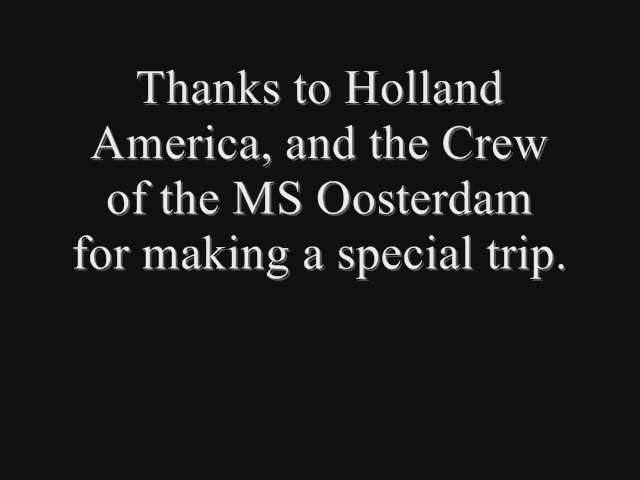 Thanks to Holland
America, and the Crew
of the MS Oosterdam
for making a special trip.